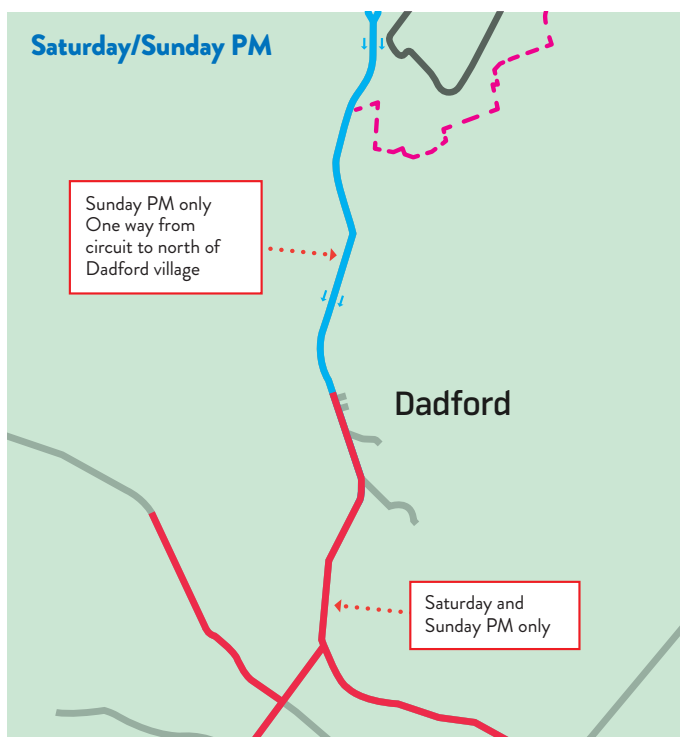 Saturday/Sunday PM
Sunday PM only
One way from
circuit to north of
Dadford village
Dadford
Saturday and
Sunday PM only